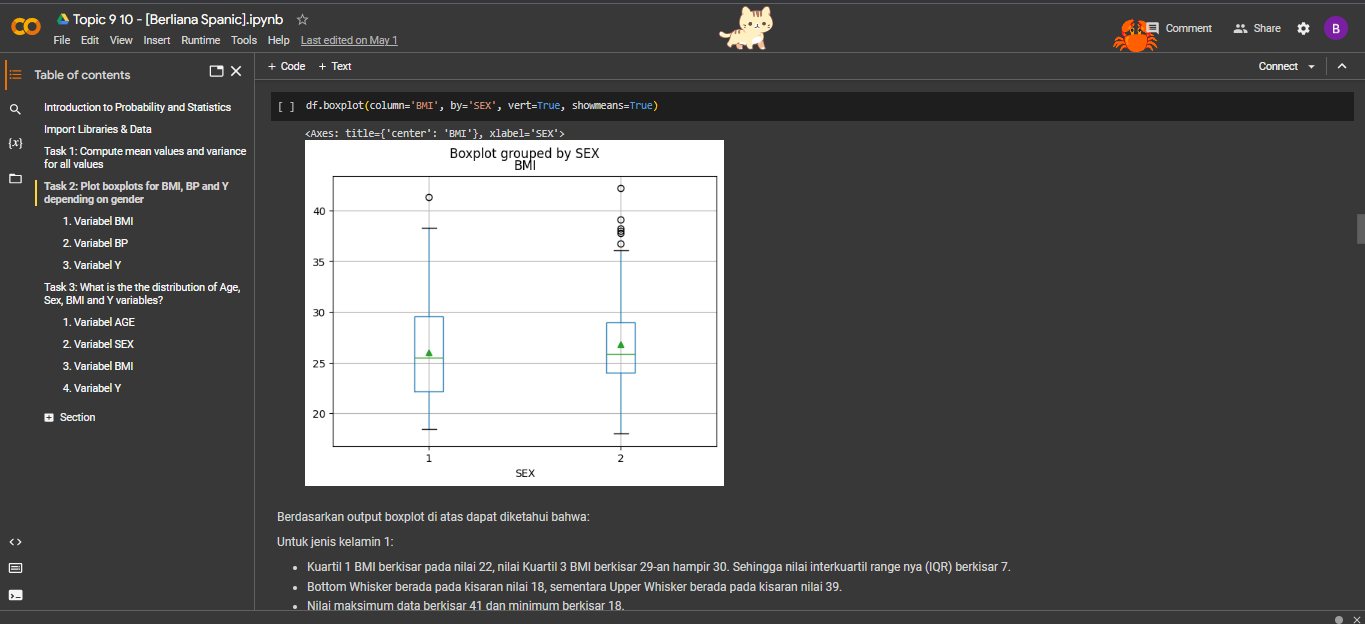 Topic 9 10 - [Berliana Spanic].ipynb
File Edit View Insert Runtime Tools Help Last edited on May 1
Comment Share B
Table of contents
+ Code + Text
Connect
Introduction to Probability and Statistics
Import Libraries & Data
Task 1: Compute mean values and variance
for all values
Task 2: Plot boxplots for BMI, BP and Y
depending on gender
1. Variabel BMI
2. Variabel BP
3. Variabel Y
Task 3: What is the the distribution of Age,
Sex, BMI and Y variables?
1. Variabel AGE
2. Variabel SEX
3. Variabel BMI
4. Variabel Y
Section
{x}
[ ] df.boxplot(column='BMI', by='SEX', vert=True, showmeans=True)
<Axes: title={'center': 'BMI'}, xlabel='SEX'>
Boxplot grouped by SEX
BMI
40
35
30
25
20
1 2
SEX
Berdasarkan output boxplot di atas dapat diketahui bahwa:
Untuk jenis kelamin 1:
• Kuartil 1 BMI berkisar pada nilai 22, nilai Kuartil 3 BMI berkisar 29-an hampir 30. Sehingga nilai interkuartil range nya (IQR) berkisar 7.
• Bottom Whisker berada pada kisaran nilai 18, sementara Upper Whisker berada pada kisaran nilai 39.
• Nilai maksimum data berkisar 41 dan minimum berkisar 18.